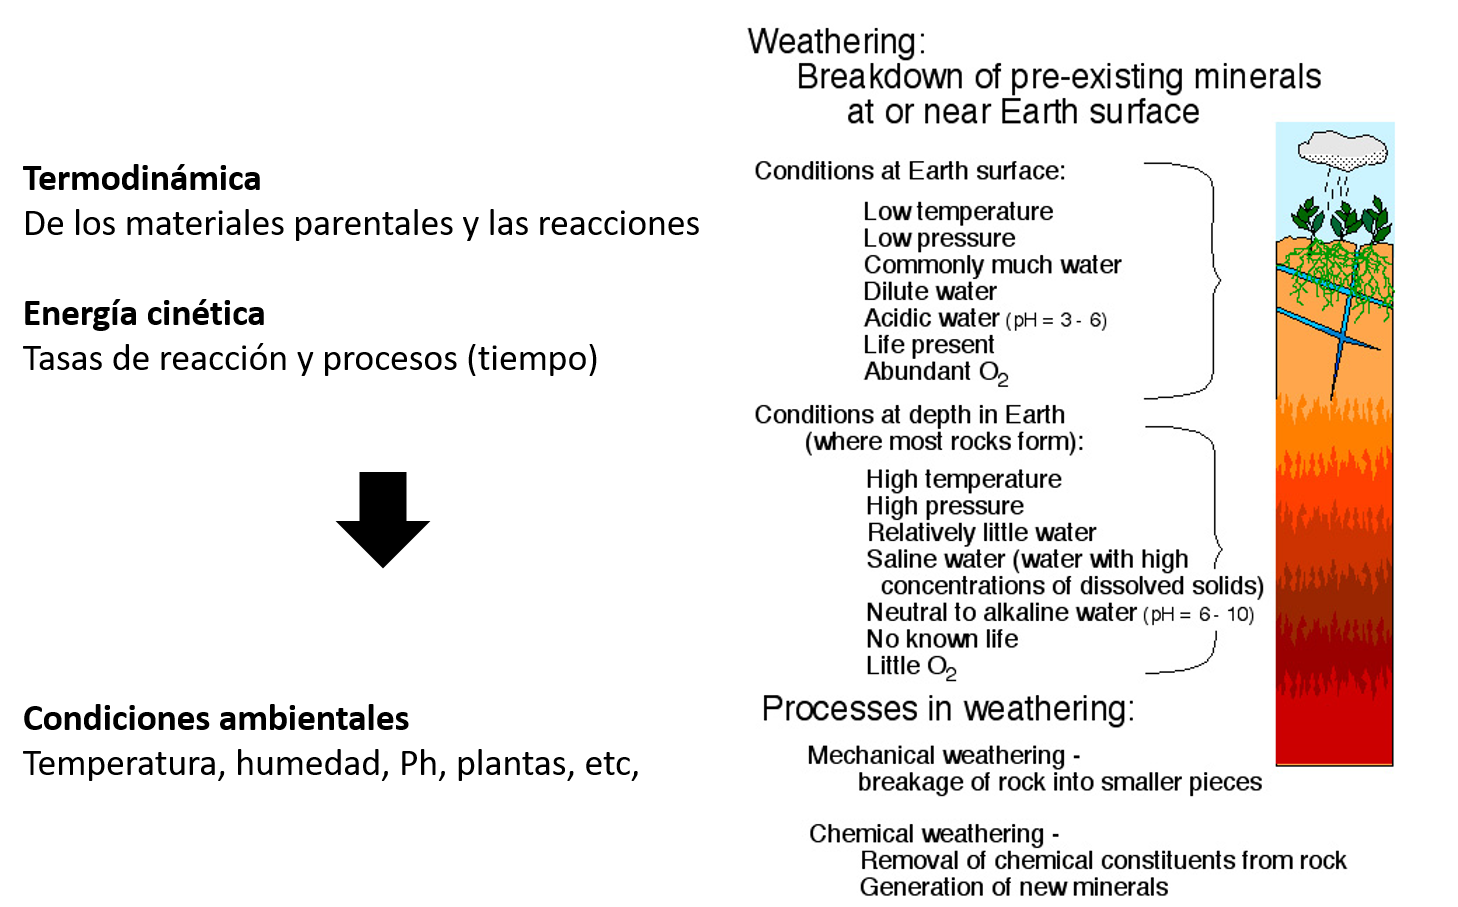 Termodinámica
De los materiales parentales y las reacciones
Energía cinética
Tasas de reacción y procesos (tiempo)
Condiciones ambientales
Temperatura, humedad, Ph, plantas, etc,
Weathering:
Breakdown of pre-existing minerals
at or near Earth surface
Conditions at Earth surface:
Low temperature
Low pressure
Commonly much water
Dilute water
Acidic water (pH = 3 - 6)
Life present
Abundant O2
Conditions at depth in Earth
(where most rocks form):
High temperature
High pressure
Relatively little water
Saline water (water with high
concentrations of dissolved solids)
Neutral to alkaline water (pH = 6 - 10)
No known life
Little O2
Processes in weathering:
Mechanical weathering -
breakage of rock into smaller pieces
Chemical weathering -
Removal of chemical constituents from rock
Generation of new minerals